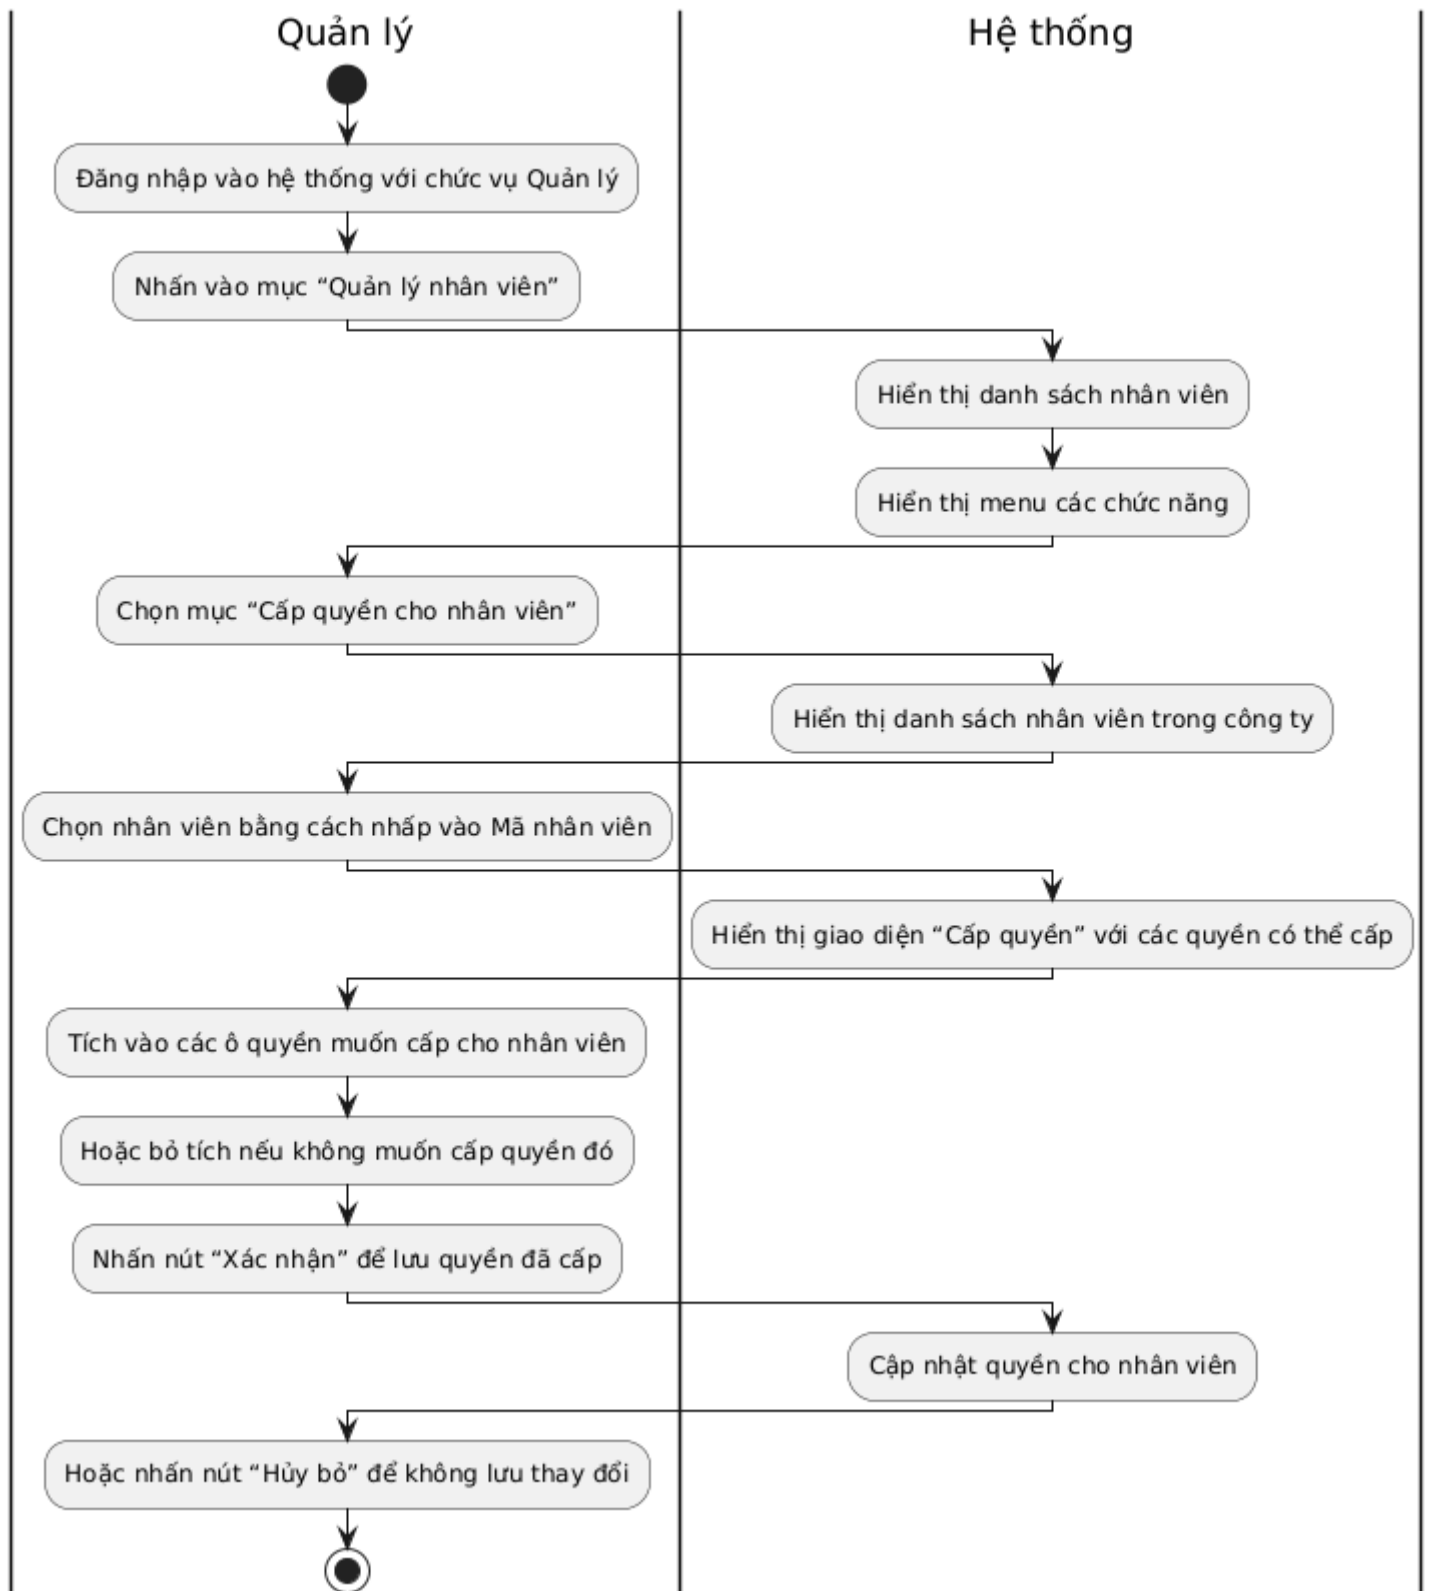 Quản lý
Hệ thống
Đăng nhập vào hệ thống với chức vụ Quản lý
Nhấn vào mục “Quản lý nhân viên”
Hiển thị danh sách nhân viên
Hiển thị menu các chức năng
Chọn mục “Cấp quyền cho nhân viên”
Hiển thị danh sách nhân viên trong công ty
Chọn nhân viên bằng cách nhấp vào Mã nhân viên
Hiển thị giao diện “Cấp quyền” với các quyền có thể cấp
Tích vào các ô quyền muốn cấp cho nhân viên
Hoặc bỏ tích nếu không muốn cấp quyền đó
Nhấn nút “Xác nhận” để lưu quyền đã cấp
Cập nhật quyền cho nhân viên
Hoặc nhấn nút “Hủy bỏ” để không lưu thay đổi